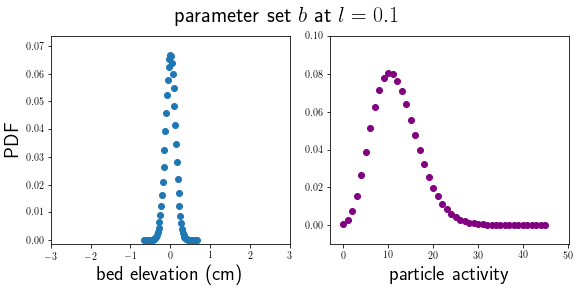 parameter set b at l = 0.1
PDF
0.07
0.06
0.05
0.04
0.03
0.02
0.01
0.00
−3 −2 −1 0 1 2 3
bed elevation (cm)
0.10
0.08
0.06
0.04
0.02
0.00
0 10 20 30 40 50
particle activity